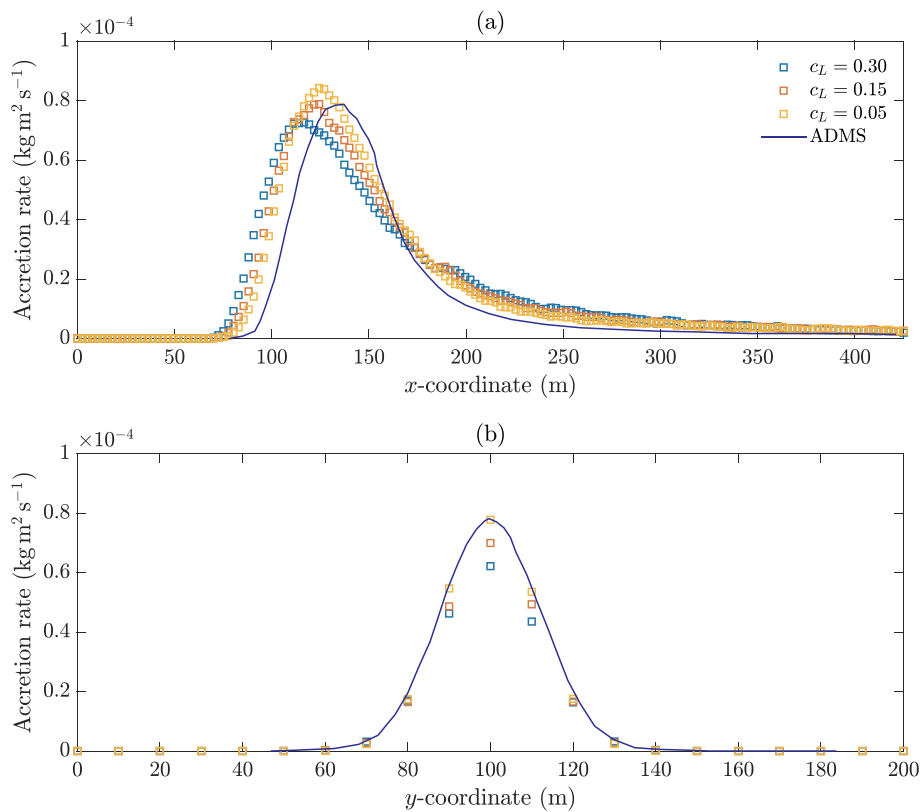 (a)
×10⁻⁴
1
0.8
0.6
0.4
0.2
0
Accretion rate (kg m² s⁻¹)
c_L = 0.30
c_L = 0.15
c_L = 0.05
ADMS
0 50 100 150 200 250 300 350 400
x-coordinate (m)
(b)
×10⁻⁴
1
0.8
0.6
0.4
0.2
0
Accretion rate (kg m² s⁻¹)
0 20 40 60 80 100 120 140 160 180 200
y-coordinate (m)